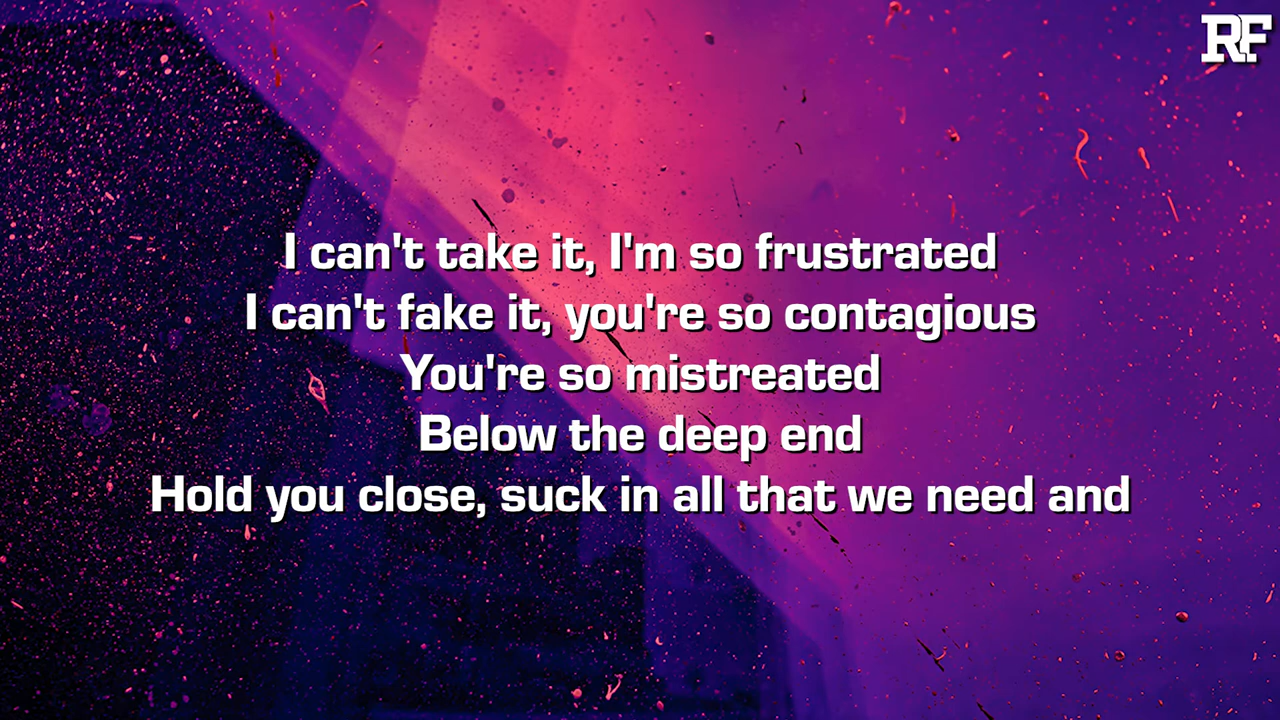 RF
I can't take it, I'm so frustrated
I can't fake it, you're so contagious
You're so mistreated
Below the deep end
Hold you close, suck in all that we need and